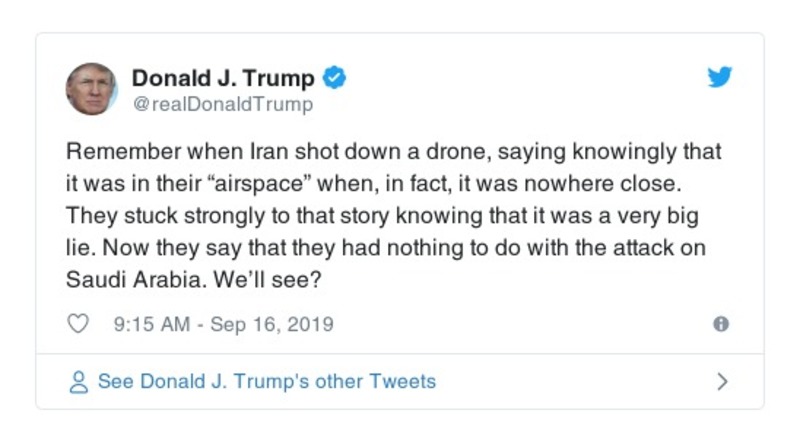 Donald J. Trump
@realDonaldTrump
Remember when Iran shot down a drone, saying knowingly that
it was in their “airspace” when, in fact, it was nowhere close.
They stuck strongly to that story knowing that it was a very big
lie. Now they say that they had nothing to do with the attack on
Saudi Arabia. We’ll see?
9:15 AM - Sep 16, 2019
See Donald J. Trump's other Tweets